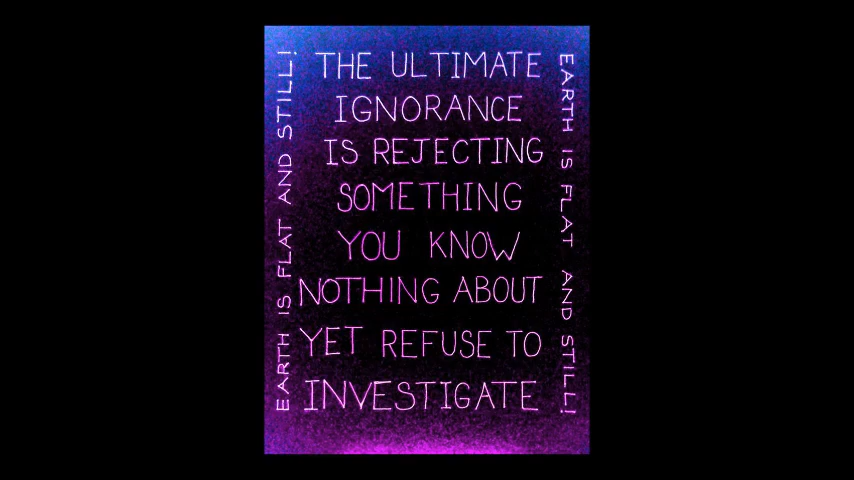 EARTH IS FLAT AND STILL!
THE ULTIMATE
IGNORANCE
IS REJECTING
SOMETHING
YOU KNOW
NOTHING ABOUT
YET REFUSE TO
INVESTIGATE
EARTH IS FLAT AND STILL!